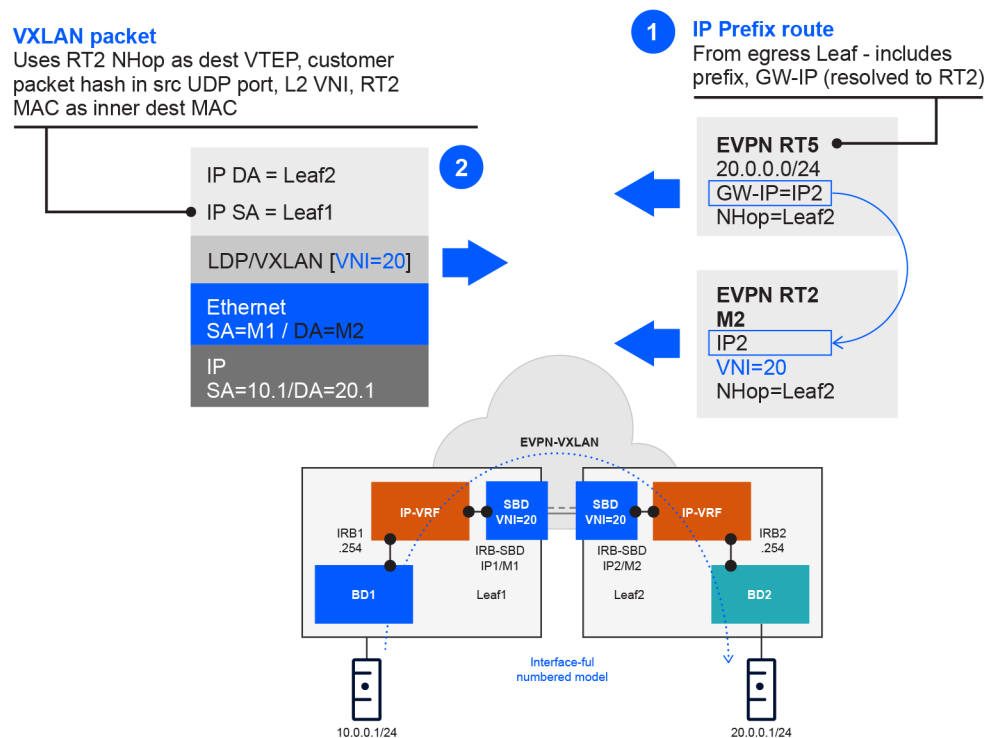 VXLAN packet
Uses RT2 NHop as dest VTEP, customer
packet hash in src UDP port, L2 VNI, RT2
MAC as inner dest MAC
1
IP Prefix route
From egress Leaf - includes
prefix, GW-IP (resolved to RT2)
2
IP DA = Leaf2
IP SA = Leaf1
LDP/VXLAN [VNI=20]
Ethernet
SA=M1 / DA=M2
IP
SA=10.1/DA=20.1
EVPN RT5
20.0.0.0/24
GW-IP=IP2
NHop=Leaf2
EVPN RT2
M2
IP2
VNI=20
NHop=Leaf2
EVPN-VXLAN
IP-VRF
SBD
VNI=20
SBD
VNI=20
IP-VRF
IRB1
.254
IRB-SBD
IP1/M1
IRB-SBD
IP2/M2
IRB2
.254
BD1
Leaf1
Leaf2
BD2
Interface-ful
numbered model
10.0.0.1/24
20.0.0.1/24